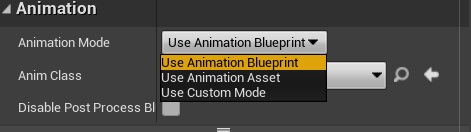 Animation
Animation Mode
Use Animation Blueprint
Use Animation Blueprint
Anim Class
Use Animation Asset
Use Custom Mode
Disable Post Process Bl